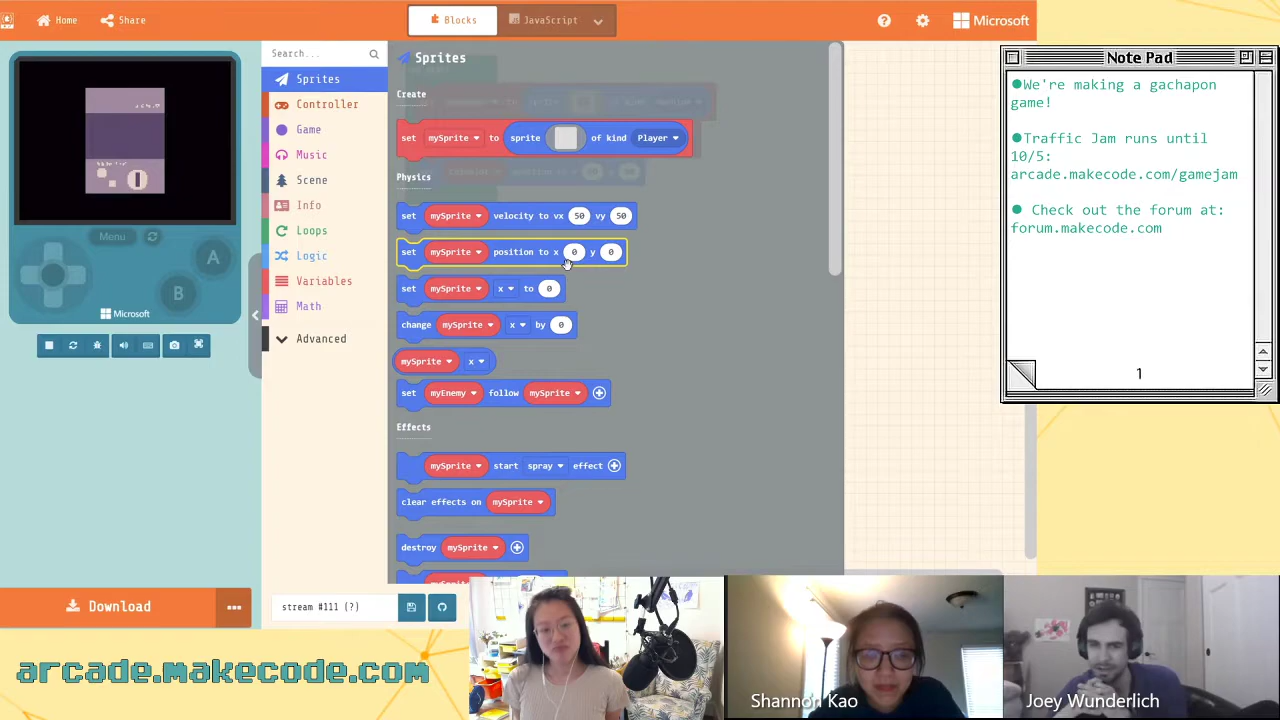 Home
Share
Blocks
JavaScript
Microsoft
Menu
A
B
Microsoft
Search...
Sprites
Controller
Game
Music
Scene
Info
Loops
Logic
Variables
Math
Advanced
Sprites
Create
set mySprite to sprite of kind Player
Physics
set mySprite velocity to vx 50 vy 50
set mySprite position to x 0 y 0
set mySprite x to 0
change mySprite x by 0
mySprite x
set myEnemy follow mySprite
Effects
mySprite start spray effect
clear effects on mySprite
destroy mySprite
Note Pad
●We're making a gachapon
game!
●Traffic Jam runs until
10/5:
arcade.makecode.com/gamejam
● Check out the forum at:
forum.makecode.com
1
Download
stream #111 (?)
arcade.makecode.com
Shannon Kao
Joey Wunderlich